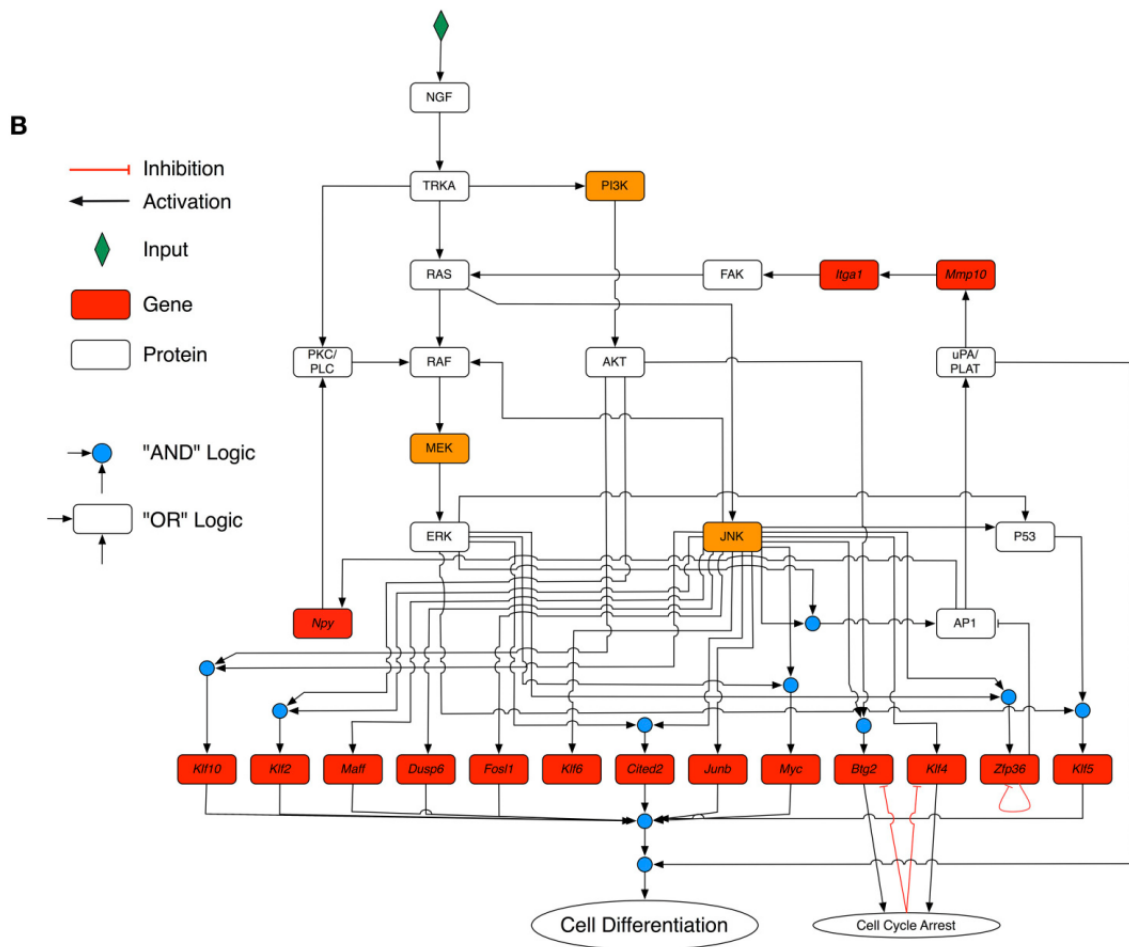 B
Inhibition
Activation
Input
Gene
Protein
"AND" Logic
"OR" Logic
NGF
TRKA
PI3K
RAS
FAK
Itga1
Mmp10
PKC/
PLC
RAF
AKT
uPA/
PLAT
MEK
ERK
JNK
P53
Npy
AP1
Klf10
Klf2
Maff
Dusp6
Fosl1
Klf6
Cited2
Junb
Myc
Btg2
Klf4
Zfp36
Klf5
Cell Differentiation
Cell Cycle Arrest